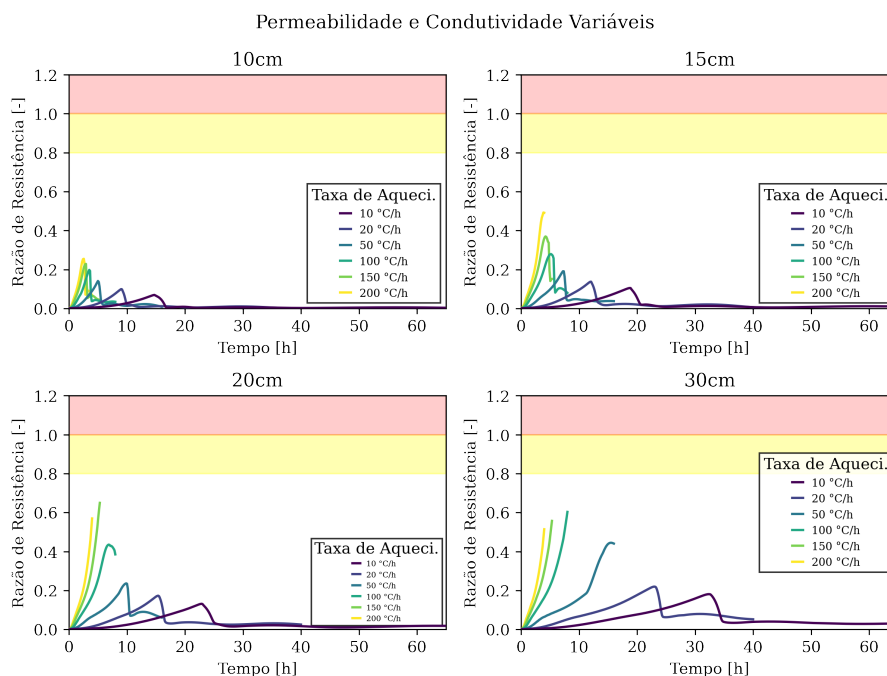 Permeabilidade e Condutividade Variáveis
10cm
Razão de Resistência [-]
1.2
1.0
0.8
0.6
0.4
0.2
0.0
Taxa de Aqueci.
10 °C/h
20 °C/h
50 °C/h
100 °C/h
150 °C/h
200 °C/h
0 10 20 30 40 50 60
Tempo [h]
15cm
Razão de Resistência [-]
1.2
1.0
0.8
0.6
0.4
0.2
0.0
Taxa de Aqueci.
10 °C/h
20 °C/h
50 °C/h
100 °C/h
150 °C/h
200 °C/h
0 10 20 30 40 50 60
Tempo [h]
20cm
Razão de Resistência [-]
1.2
1.0
0.8
0.6
0.4
0.2
0.0
Taxa de Aqueci.
10 °C/h
20 °C/h
50 °C/h
100 °C/h
150 °C/h
200 °C/h
0 10 20 30 40 50 60
Tempo [h]
30cm
Razão de Resistência [-]
1.2
1.0
0.8
0.6
0.4
0.2
0.0
Taxa de Aqueci.
10 °C/h
20 °C/h
50 °C/h
100 °C/h
150 °C/h
200 °C/h
0 10 20 30 40 50 60
Tempo [h]